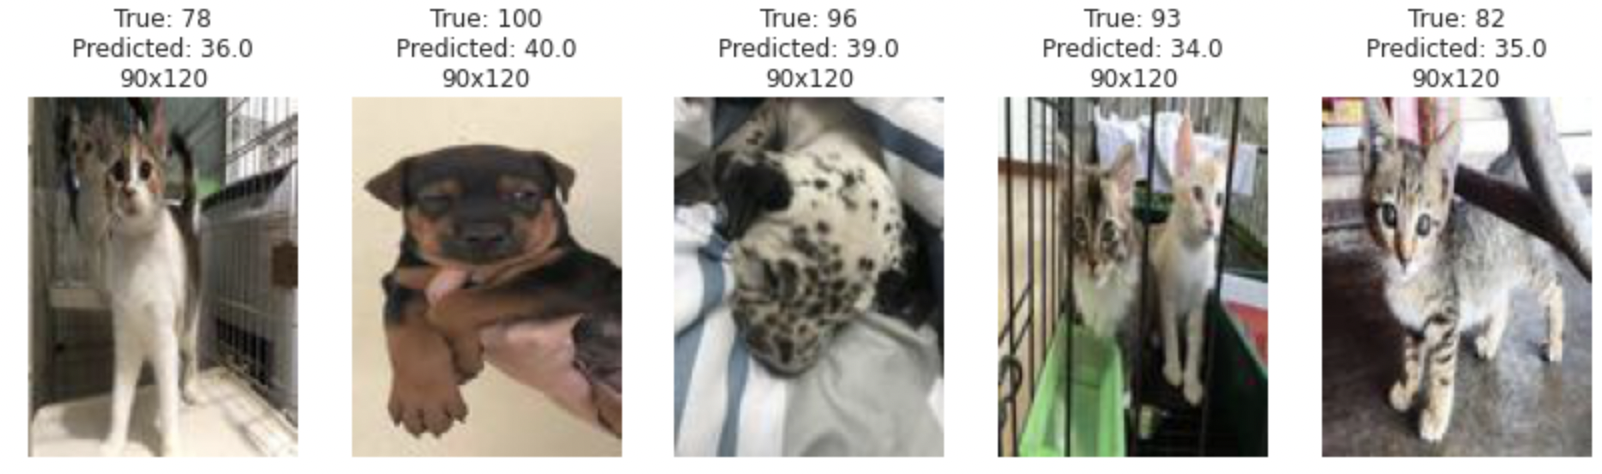 True: 78
Predicted: 36.0
90x120
True: 100
Predicted: 40.0
90x120
True: 96
Predicted: 39.0
90x120
True: 93
Predicted: 34.0
90x120
True: 82
Predicted: 35.0
90x120